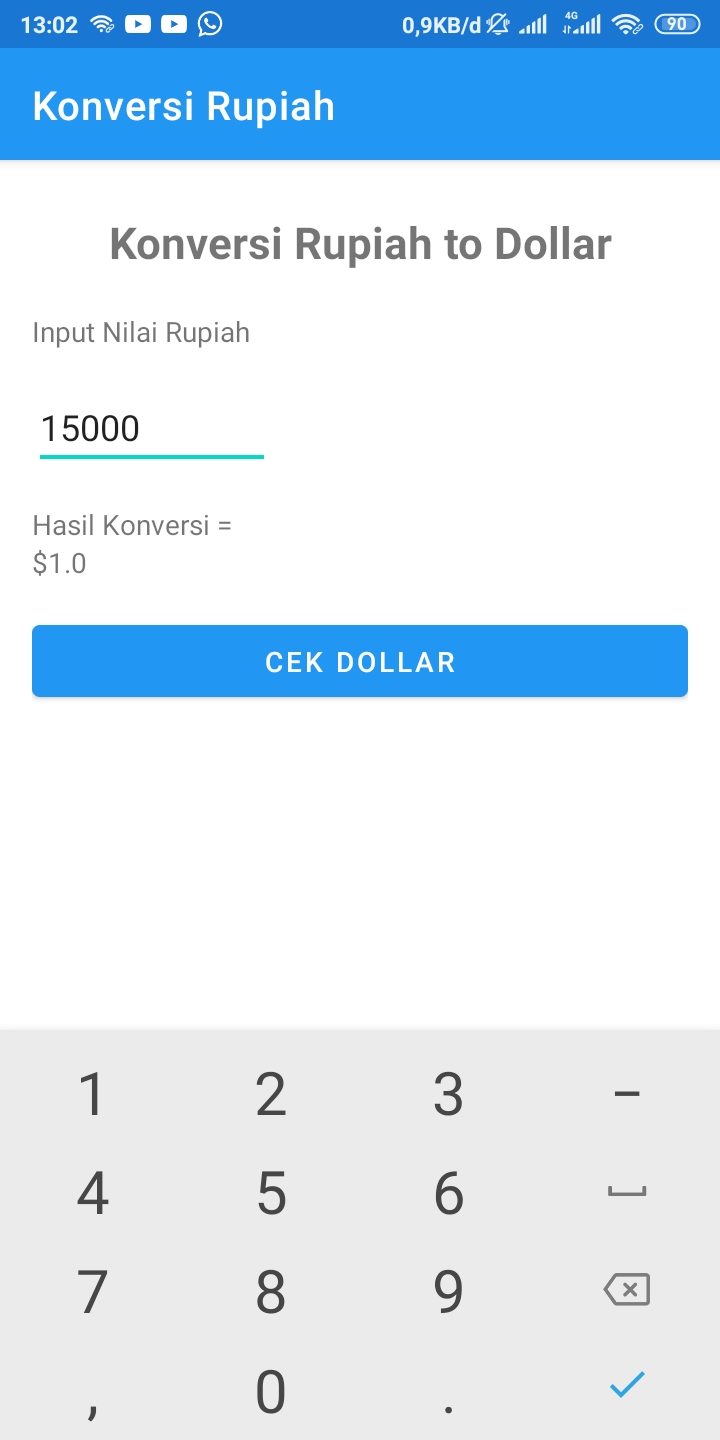 13:02 0,9KB/d 4G 90
Konversi Rupiah
Konversi Rupiah to Dollar
Input Nilai Rupiah
15000
Hasil Konversi =
$1.0
CEK DOLLAR
1 2 3 –
4 5 6
7 8 9
, 0 .